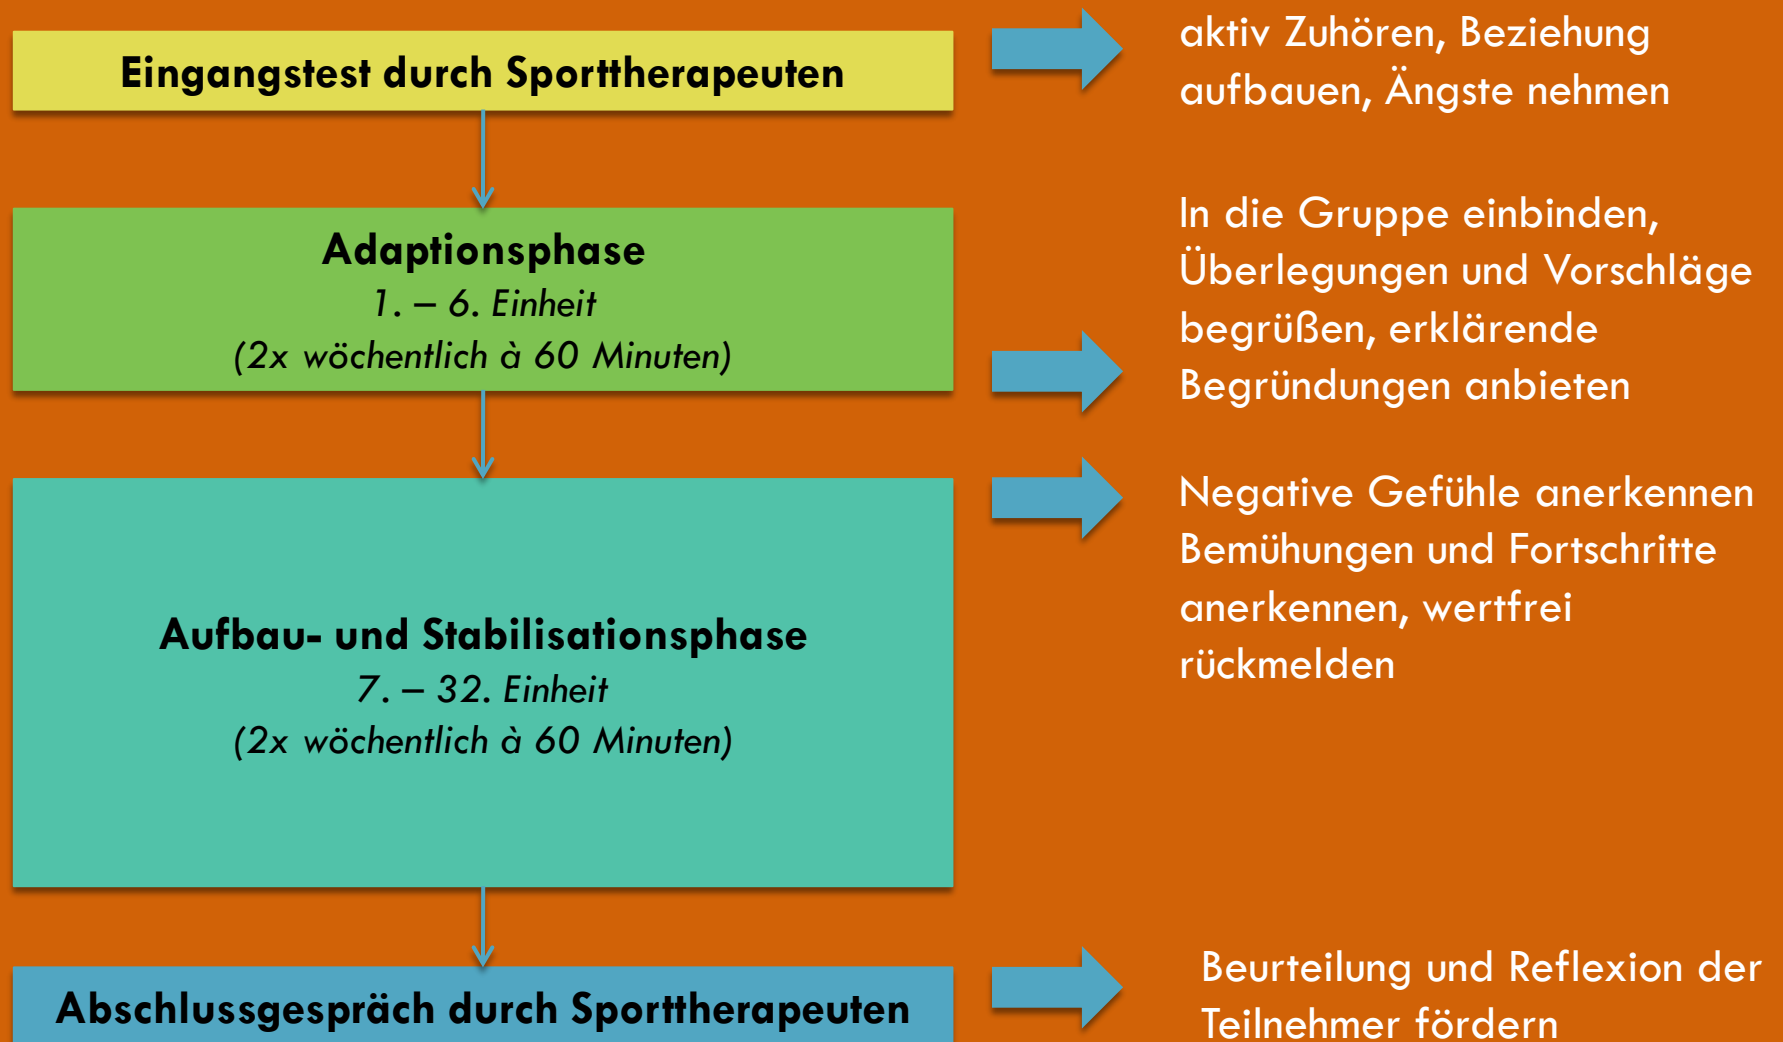 Eingangstest durch Sporttherapeuten
aktiv Zuhören, Beziehung
aufbauen, Ängste nehmen
Adaptionsphase
1. – 6. Einheit
(2x wöchentlich à 60 Minuten)
In die Gruppe einbinden,
Überlegungen und Vorschläge
begrüßen, erklärende
Begründungen anbieten
Aufbau- und Stabilisationsphase
7. – 32. Einheit
(2x wöchentlich à 60 Minuten)
Negative Gefühle anerkennen
Bemühungen und Fortschritte
anerkennen, wertfrei
rückmelden
Abschlussgespräch durch Sporttherapeuten
Beurteilung und Reflexion der
Teilnehmer fördern